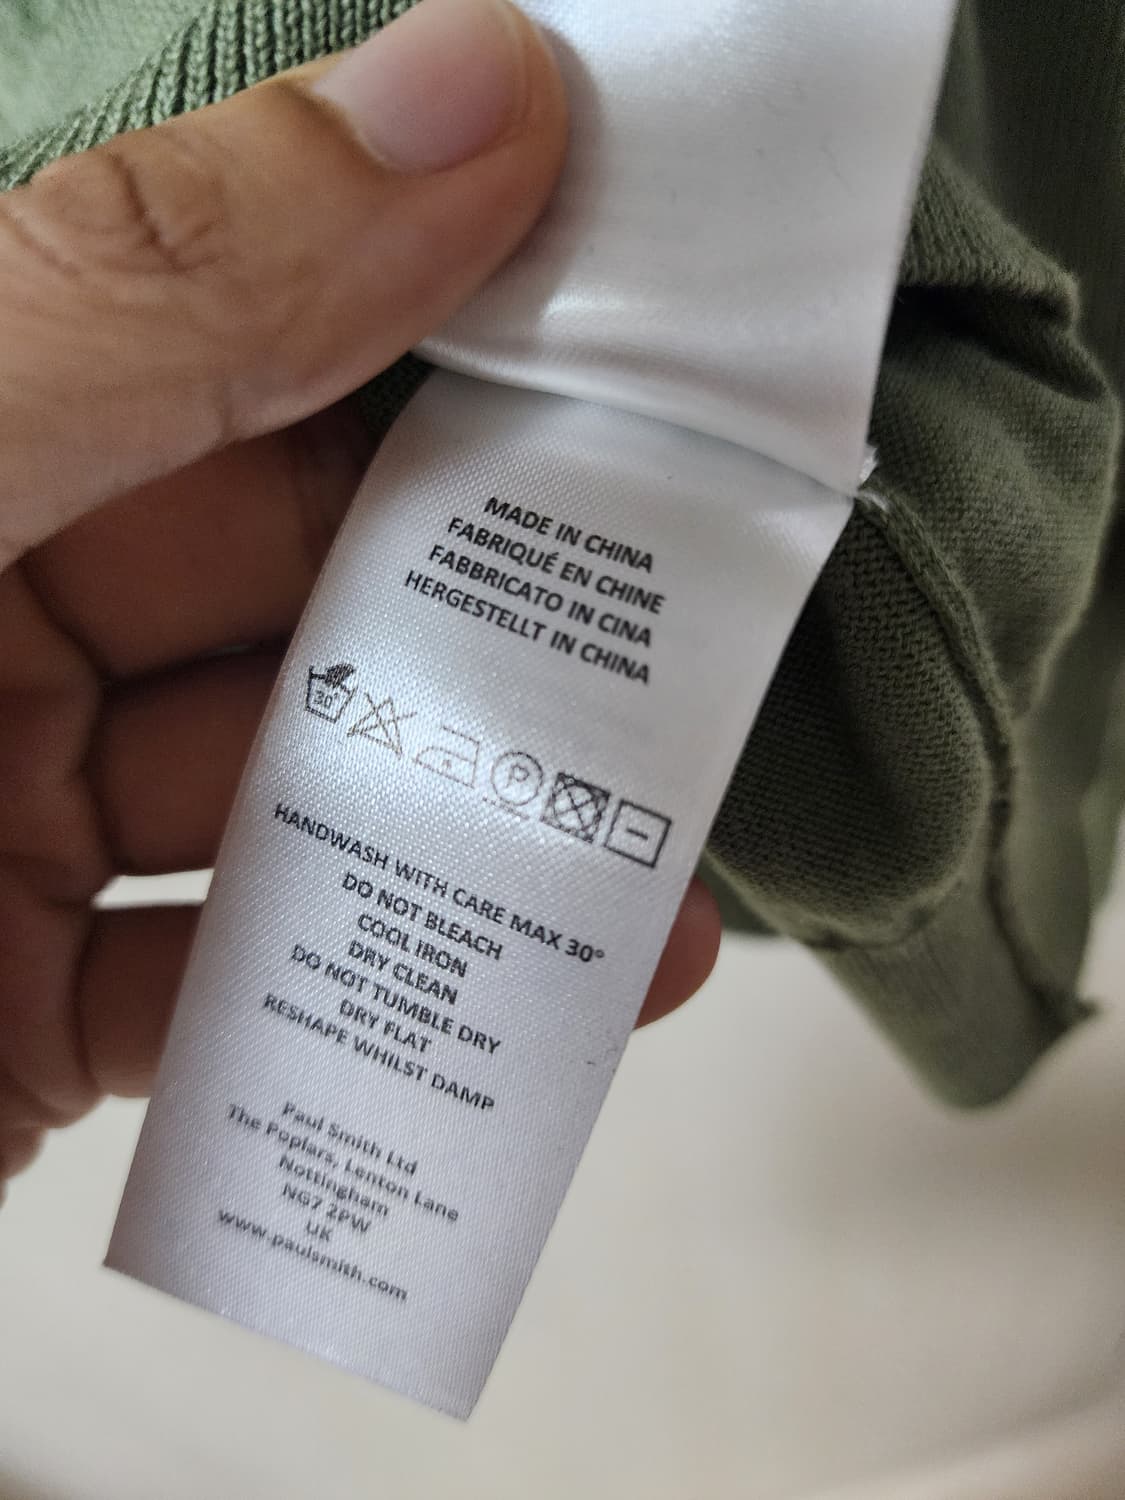 MADE IN CHINA
FABRIQUÉ EN CHINE
FABBRICATO IN CINA
HERGESTELLT IN CHINA
30 P
HANDWASH WITH CARE MAX 30°
DO NOT BLEACH
COOL IRON
DRY CLEAN
DO NOT TUMBLE DRY
DRY FLAT
RESHAPE WHILST DAMP
Paul Smith Ltd
The Poplars, Lenton Lane
Nottingham
NG7 2PW
UK
www.paulsmith.com